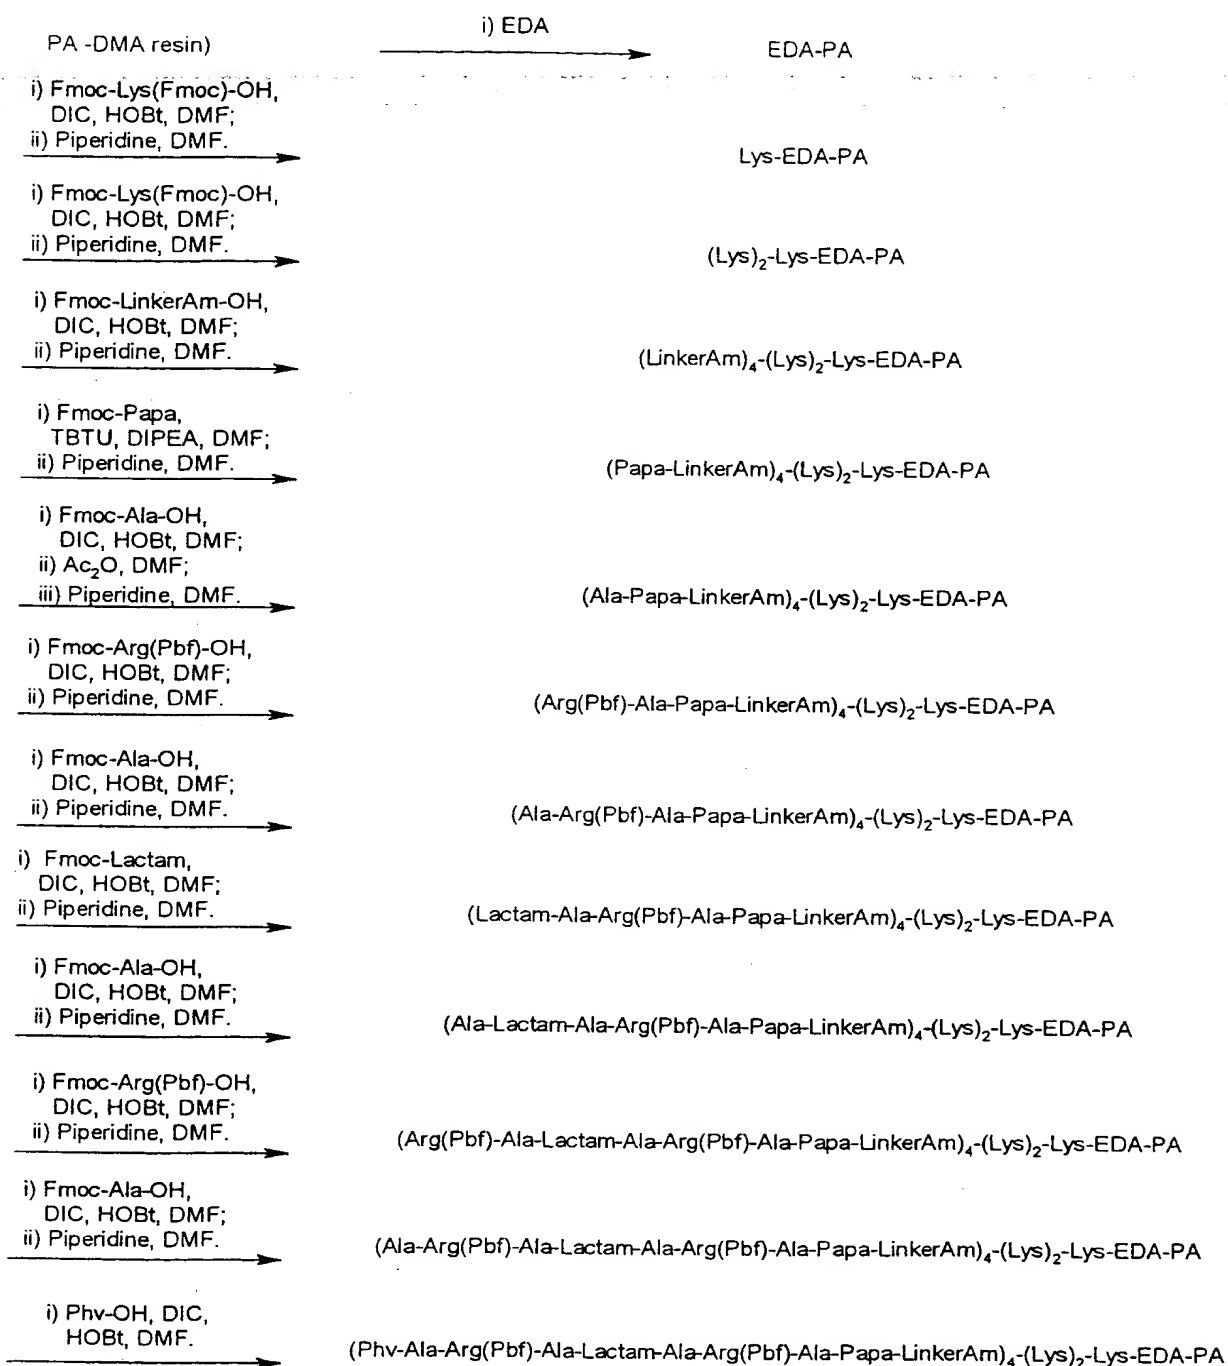 PA -DMA resin)
i) EDA
EDA-PA
i) Fmoc-Lys(Fmoc)-OH,
DIC, HOBt, DMF;
ii) Piperidine, DMF.
Lys-EDA-PA
i) Fmoc-Lys(Fmoc)-OH,
DIC, HOBt, DMF;
ii) Piperidine, DMF.
(Lys)₂-Lys-EDA-PA
i) Fmoc-LinkerAm-OH,
DIC, HOBt, DMF;
ii) Piperidine, DMF.
(LinkerAm)₄-(Lys)₂-Lys-EDA-PA
i) Fmoc-Papa,
TBTU, DIPEA, DMF;
ii) Piperidine, DMF.
(Papa-LinkerAm)₄-(Lys)₂-Lys-EDA-PA
i) Fmoc-Ala-OH,
DIC, HOBt, DMF;
ii) Ac₂O, DMF;
iii) Piperidine, DMF.
(Ala-Papa-LinkerAm)₄-(Lys)₂-Lys-EDA-PA
i) Fmoc-Arg(Pbf)-OH,
DIC, HOBt, DMF;
ii) Piperidine, DMF.
(Arg(Pbf)-Ala-Papa-LinkerAm)₄-(Lys)₂-Lys-EDA-PA
i) Fmoc-Ala-OH,
DIC, HOBt, DMF;
ii) Piperidine, DMF.
(Ala-Arg(Pbf)-Ala-Papa-LinkerAm)₄-(Lys)₂-Lys-EDA-PA
i) Fmoc-Lactam,
DIC, HOBt, DMF;
ii) Piperidine, DMF.
(Lactam-Ala-Arg(Pbf)-Ala-Papa-LinkerAm)₄-(Lys)₂-Lys-EDA-PA
i) Fmoc-Ala-OH,
DIC, HOBt, DMF;
ii) Piperidine, DMF.
(Ala-Lactam-Ala-Arg(Pbf)-Ala-Papa-LinkerAm)₄-(Lys)₂-Lys-EDA-PA
i) Fmoc-Arg(Pbf)-OH,
DIC, HOBt, DMF;
ii) Piperidine, DMF.
(Arg(Pbf)-Ala-Lactam-Ala-Arg(Pbf)-Ala-Papa-LinkerAm)₄-(Lys)₂-Lys-EDA-PA
i) Fmoc-Ala-OH,
DIC, HOBt, DMF;
ii) Piperidine, DMF.
(Ala-Arg(Pbf)-Ala-Lactam-Ala-Arg(Pbf)-Ala-Papa-LinkerAm)₄-(Lys)₂-Lys-EDA-PA
i) Phv-OH, DIC,
HOBt, DMF.
(Phv-Ala-Arg(Pbf)-Ala-Lactam-Ala-Arg(Pbf)-Ala-Papa-LinkerAm)₄-(Lys)₂-Lys-EDA-PA